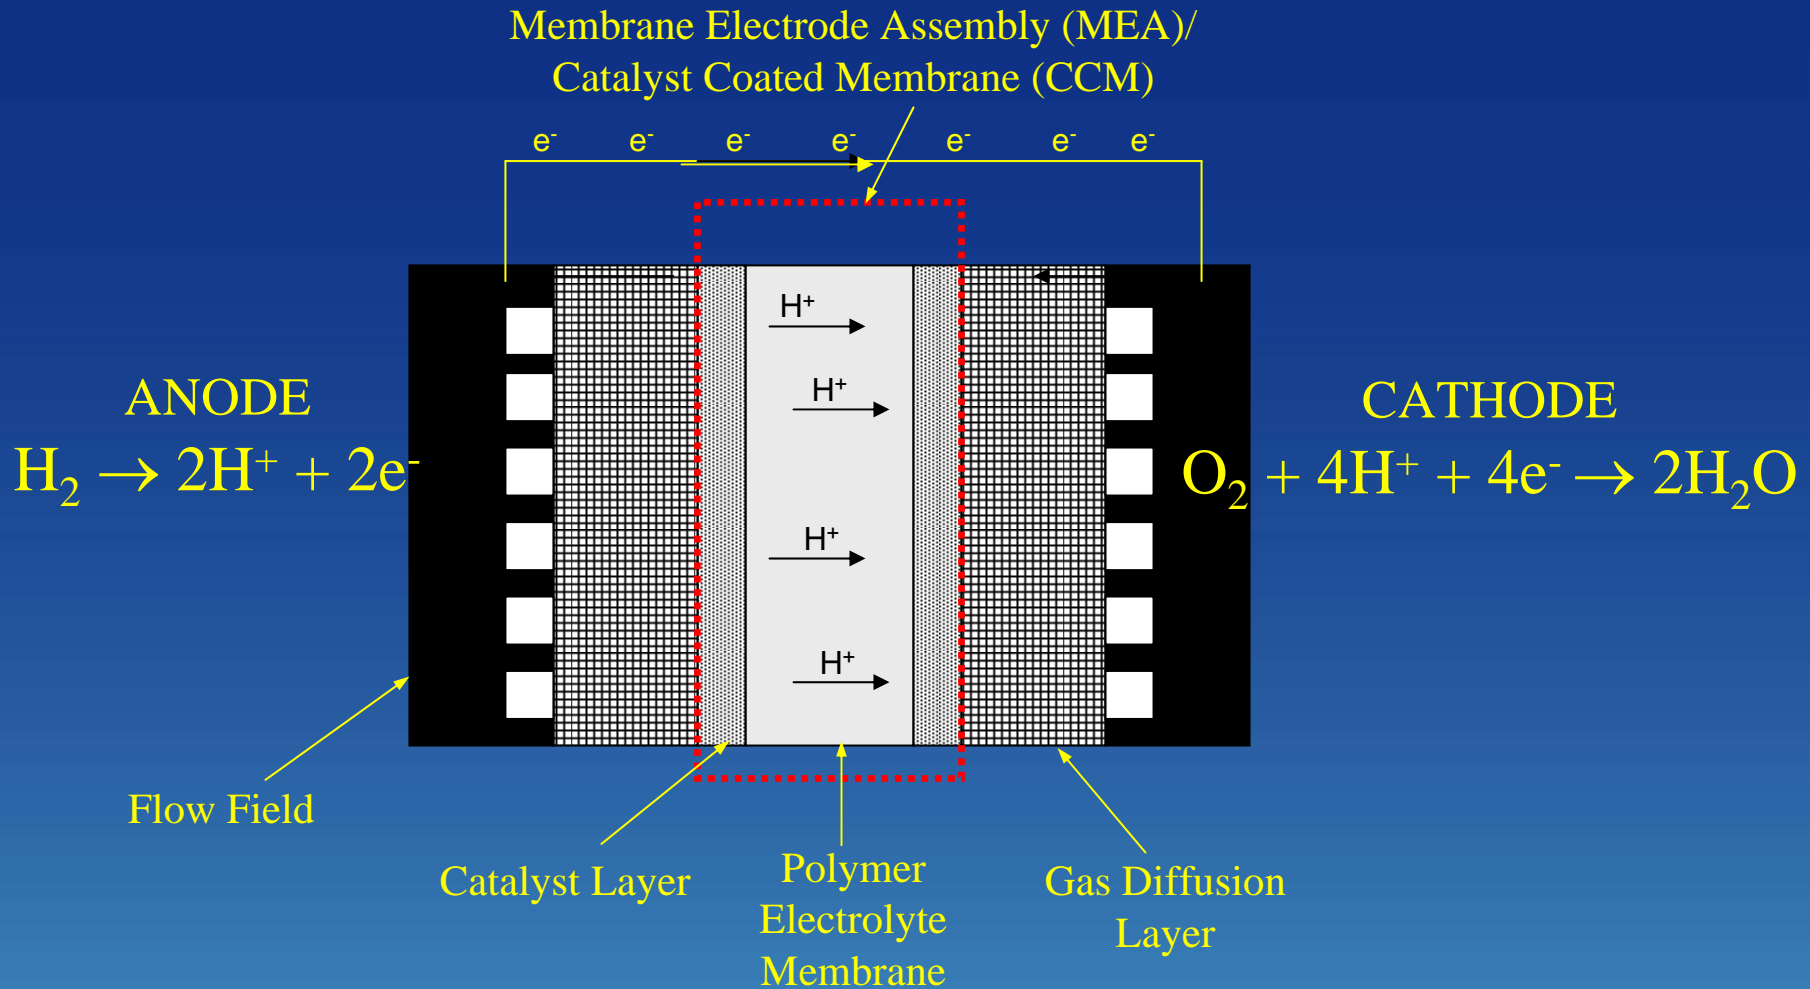 Membrane Electrode Assembly (MEA)/
Catalyst Coated Membrane (CCM)
e⁻ e⁻ e⁻ e⁻ e⁻ e⁻ e⁻
H⁺
H⁺
H⁺
H⁺
ANODE
H₂ → 2H⁺ + 2e⁻
CATHODE
O₂ + 4H⁺ + 4e⁻ → 2H₂O
Flow Field
Catalyst Layer
Polymer
Electrolyte
Membrane
Gas Diffusion
Layer